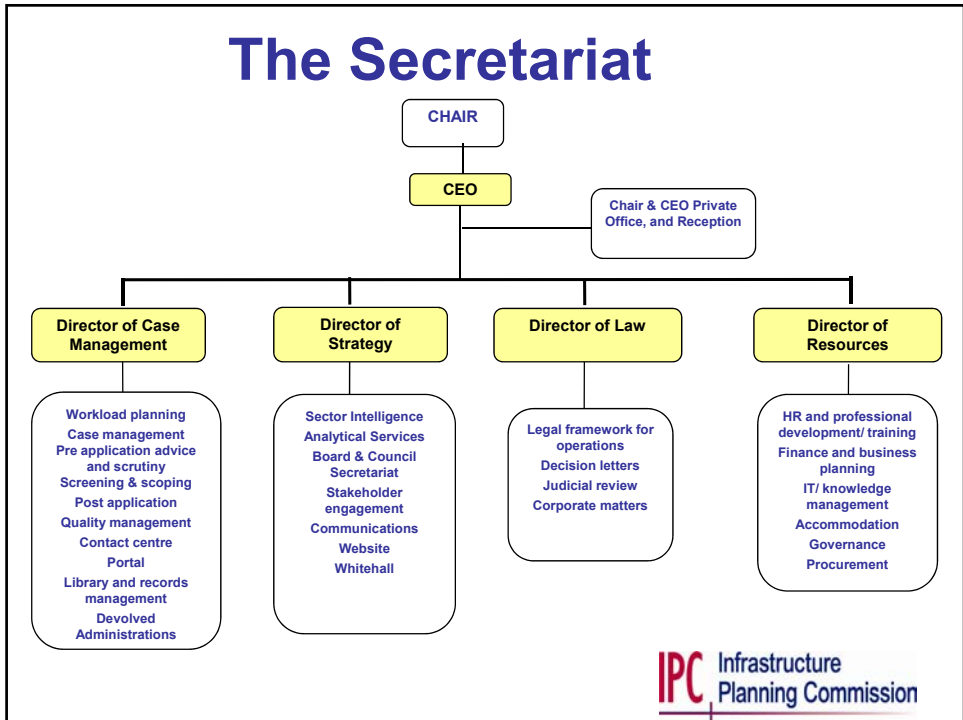 The Secretariat
CHAIR
CEO
Chair & CEO Private
Office, and Reception
Director of Case
Management
Workload planning
Case management
Pre application advice
and scrutiny
Screening & scoping
Post application
Quality management
Contact centre
Portal
Library and records
management
Devolved
Administrations
Director of
Strategy
Sector Intelligence
Analytical Services
Board & Council
Secretariat
Stakeholder
engagement
Communications
Website
Whitehall
Director of Law
Legal framework for
operations
Decision letters
Judicial review
Corporate matters
Director of
Resources
HR and professional
development/ training
Finance and business
planning
IT/ knowledge
management
Accommodation
Governance
Procurement
IPC Infrastructure
Planning Commission